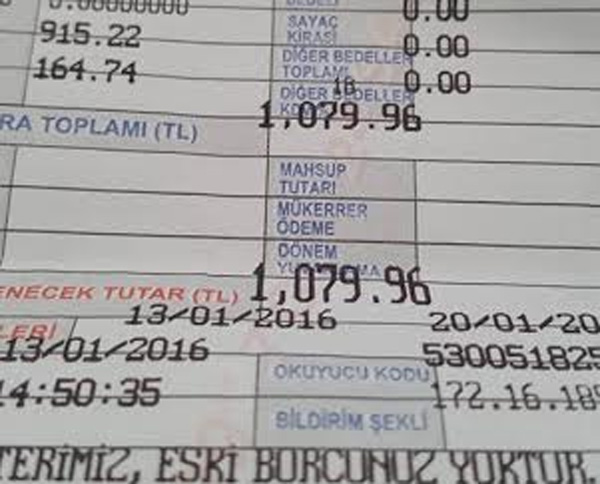 0.00000000
0.00
915.22
SAYAÇ
KİRASI
0.00
164.74
DİĞER BEDELLER
TOPLAMI
0.00
18
DİĞER BEDELLER
1,079.96
RA TOPLAMI (TL)
MAHSUP
TUTARI
MÜKERRER
ÖDEME
DÖNEM
ENECEK TUTAR (TL)
1,079.96
13/01/2016
20/01/20
LERİ
13/01/2016
530051825
OKUYUCU KODU
14:50:35
172.16.189
BİLDİRİM ŞEKLİ
TERİMİZ, ESKİ BORCUNUZ YOKTUR.